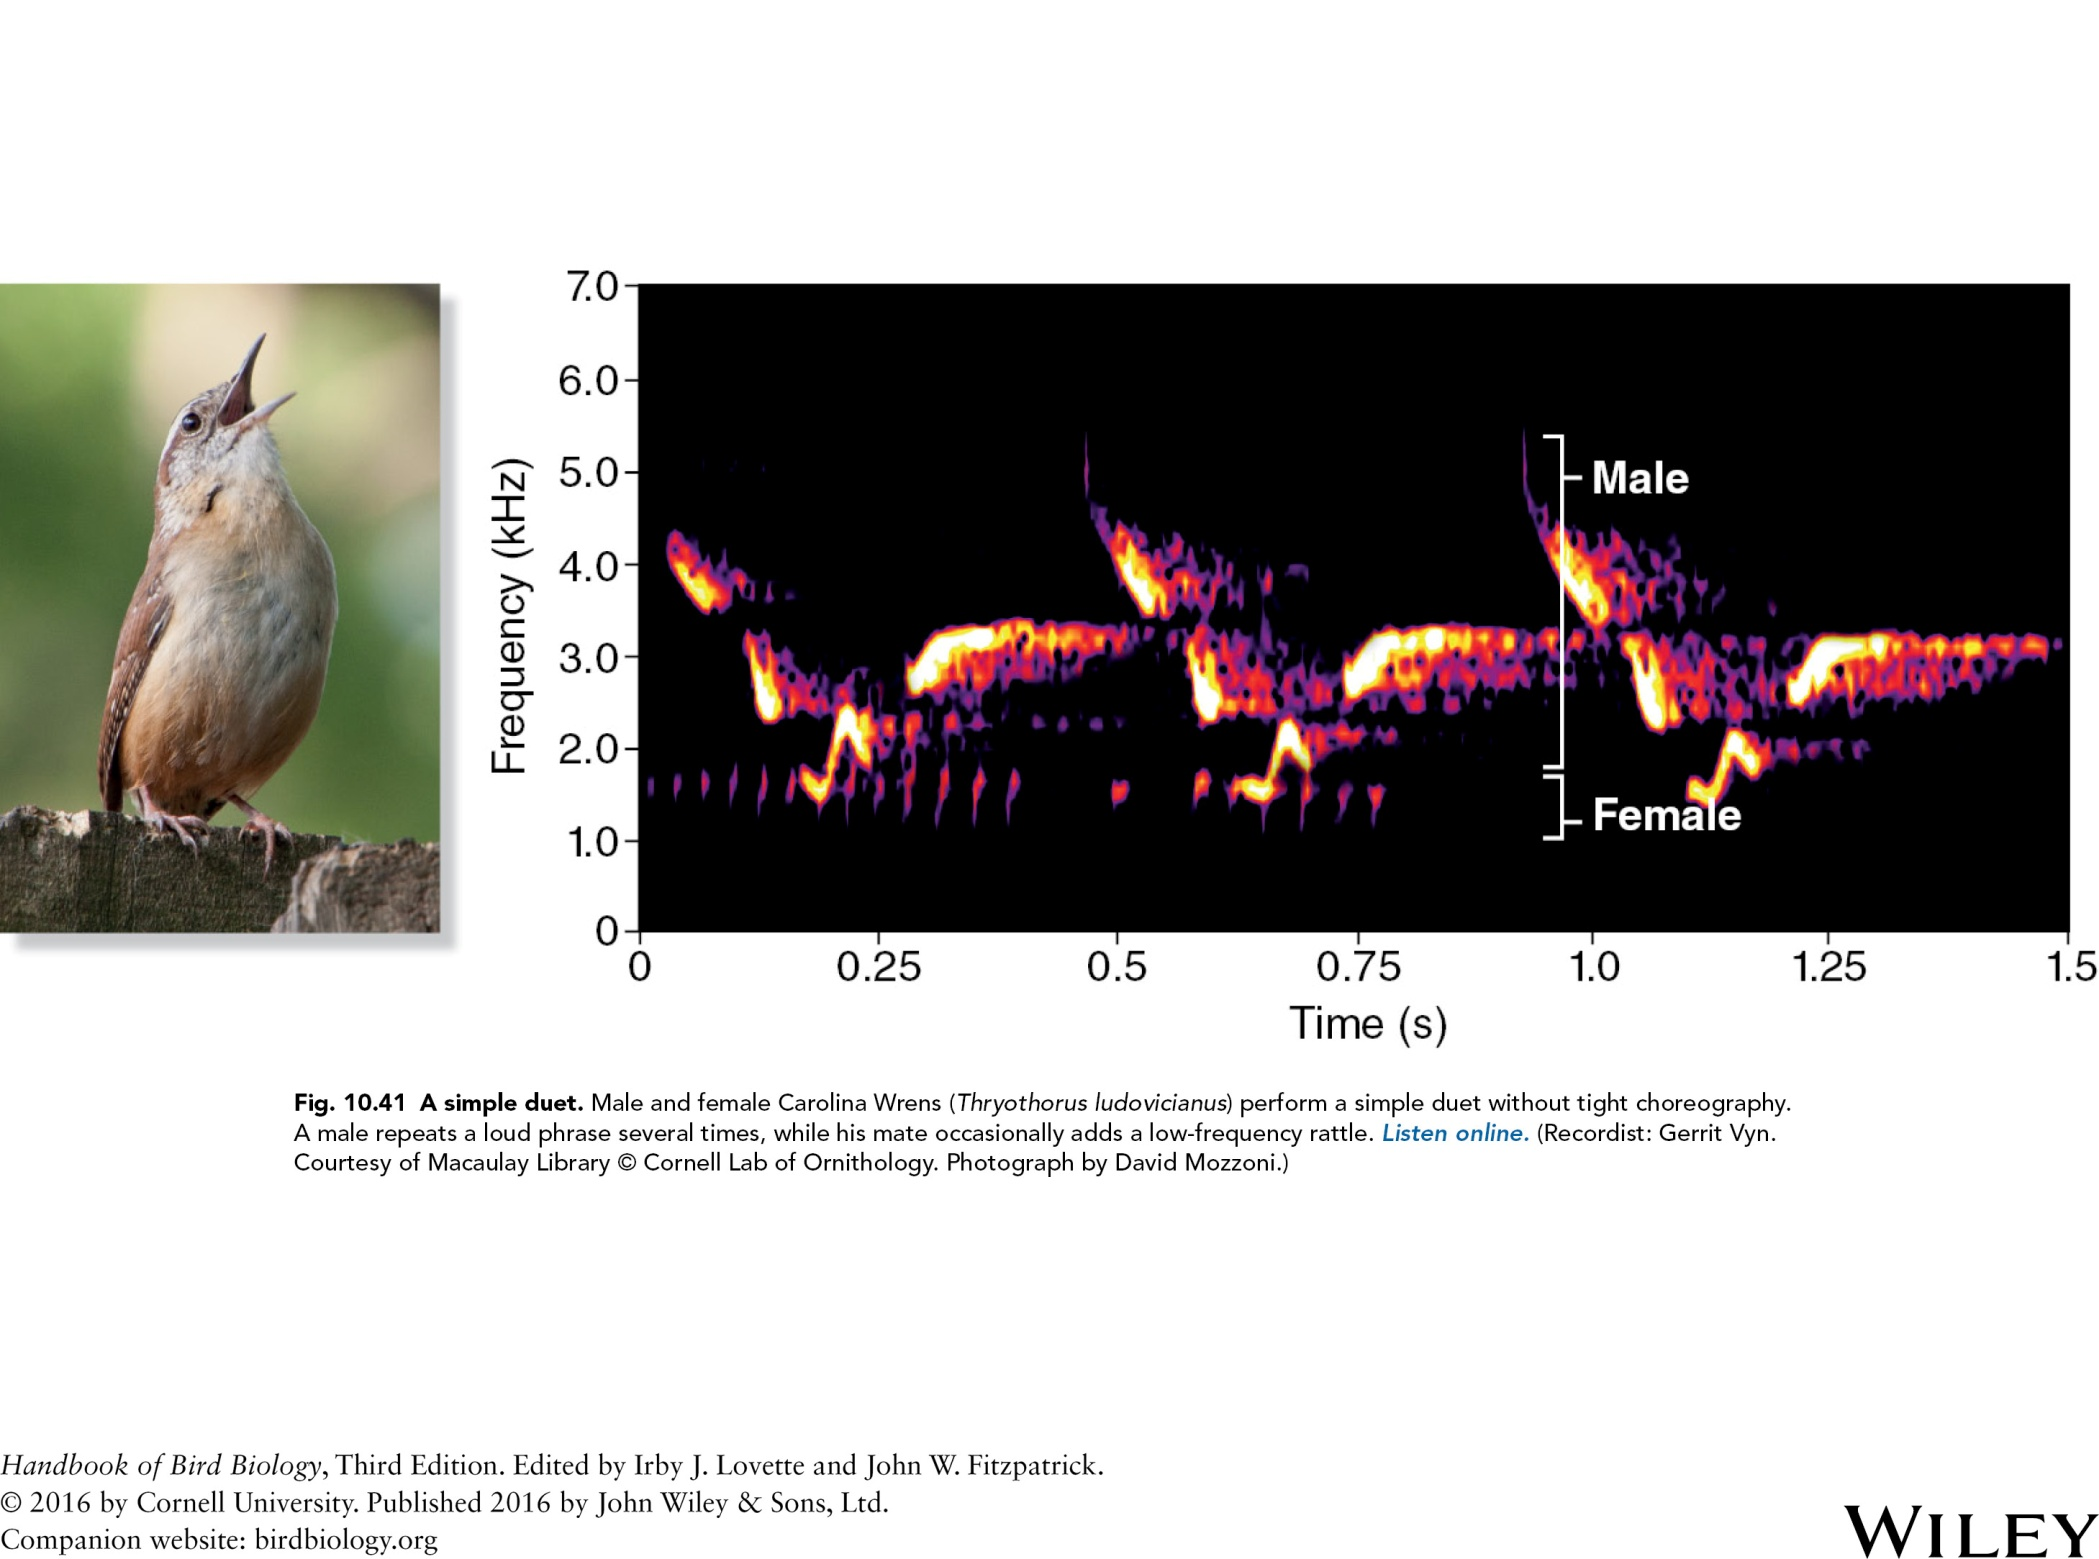 7.0
6.0
5.0
4.0
3.0
2.0
1.0
0
Frequency (kHz)
Male
Female
0 0.25 0.5 0.75 1.0 1.25 1.5
Time (s)
Fig. 10.41 A simple duet. Male and female Carolina Wrens (Thryothorus ludovicianus) perform a simple duet without tight choreography.
A male repeats a loud phrase several times, while his mate occasionally adds a low-frequency rattle. Listen online. (Recordist: Gerrit Vyn.
Courtesy of Macaulay Library © Cornell Lab of Ornithology. Photograph by David Mozzoni.)
Handbook of Bird Biology, Third Edition. Edited by Irby J. Lovette and John W. Fitzpatrick.
© 2016 by Cornell University. Published 2016 by John Wiley & Sons, Ltd.
Companion website: birdbiology.org
WILEY